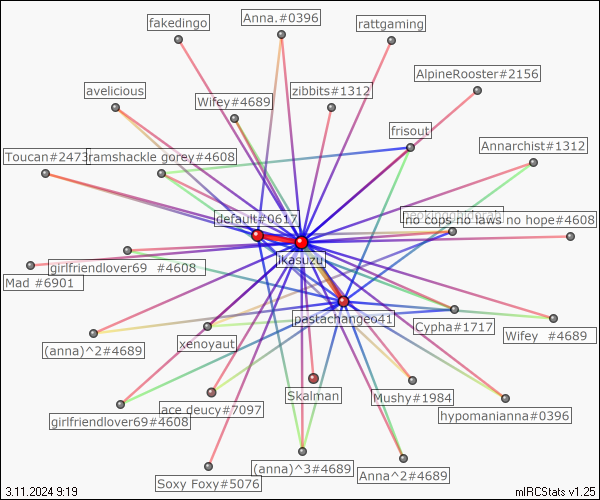 fakedingo
Anna.#0396
rattgaming
AlpineRooster#2156
avelicious
Wifey#4689
zibbits#1312
frisout
Annarchist#1312
Toucan#2473
ramshackle gorey#4608
default#0617
no cops no laws no hope#4608
ikasuzu
girlfriendlover69 #4608
Mad #6901
pastachangeo41
Cypha#1717
Wifey #4689
(anna)^2#4689
xenoyaut
Skalman
Mushy#1984
ace deucy#7097
hypomanianna#0396
girlfriendlover69#4608
(anna)^3#4689
Anna^2#4689
Soxy Foxy#5076
3.11.2024 9:19
mIRCStats v1.25